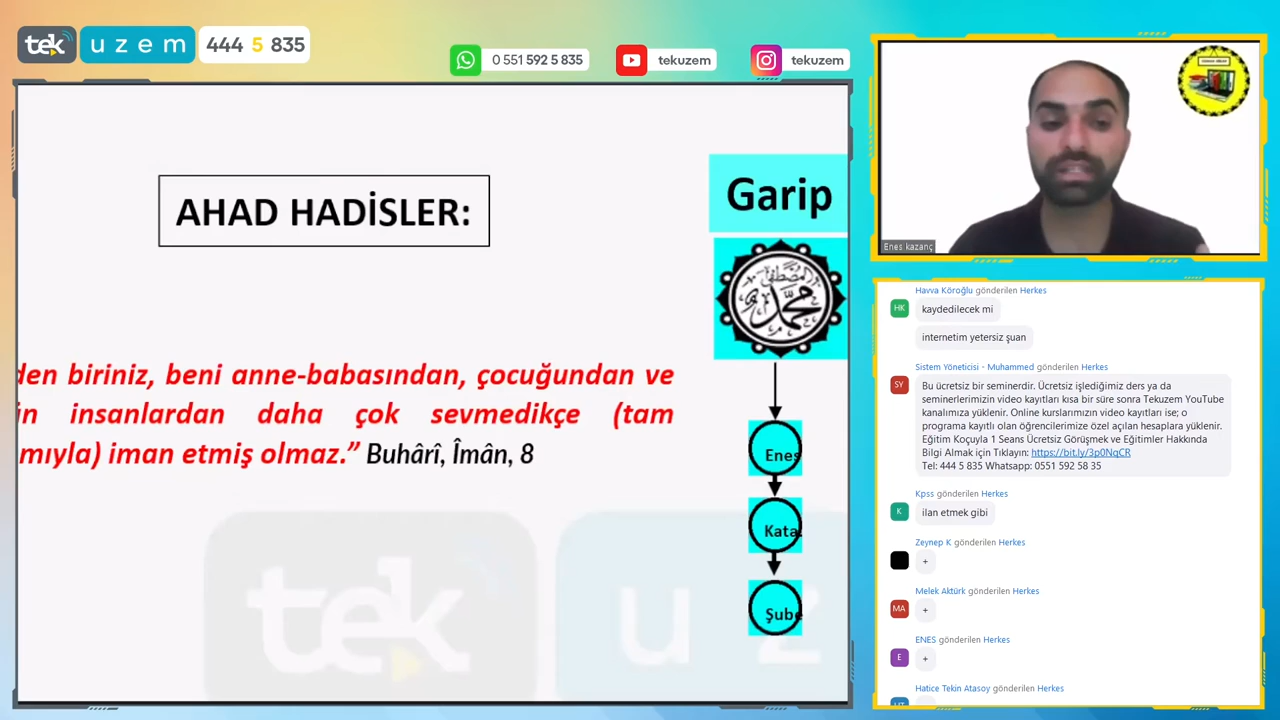 tek uzem 444 5 835
0 551 592 5 835
tekuzem
tekuzem
AHAD HADİSLER:
Garip
den biriniz, beni anne-babasından, çocuğundan ve
insanlardan daha çok sevmedikçe (tam
mıyla) iman etmiş olmaz.” Buhârî, Îmân, 8
Enes
Kata
Şube
tek uz
Enes kazanç
Havva Köroğlu gönderilen Herkes
HK kaydedilecek mi
internetim yetersiz şuan
Sistem Yöneticisi - Muhammed gönderilen Herkes
SY Bu ücretsiz bir seminerdir. Ücretsiz işlediğimiz ders ya da
seminerlerimizin video kayıtları kısa bir süre sonra Tekuzem YouTube
kanalımıza yüklenir. Online kurslarımızın video kayıtları ise; o
programa kayıtlı olan öğrencilerimize özel açılan hesaplara yüklenir.
Eğitim Koçuyla 1 Seans Ücretsiz Görüşmek ve Eğitimler Hakkında
Bilgi Almak için Tıklayın: https://bit.ly/3p0NqCR
Tel: 444 5 835 Whatsapp: 0551 592 58 35
Kpss gönderilen Herkes
K ilan etmek gibi
Zeynep K gönderilen Herkes
+
Melek Aktürk gönderilen Herkes
MA +
ENES gönderilen Herkes
E +
Hatice Tekin Atasoy gönderilen Herkes